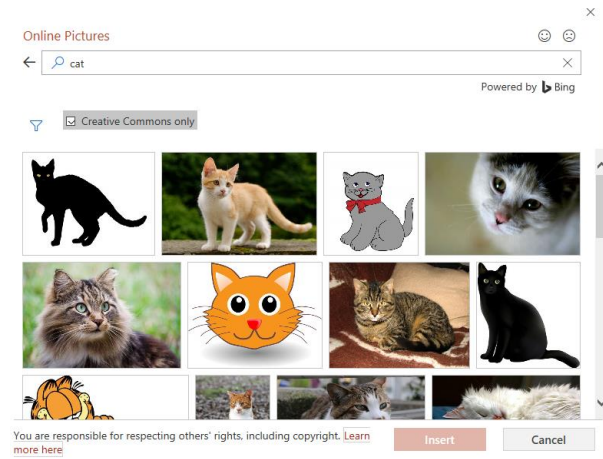 Online Pictures
cat
Powered by Bing
Creative Commons only
You are responsible for respecting others' rights, including copyright. Learn
more here
Insert
Cancel